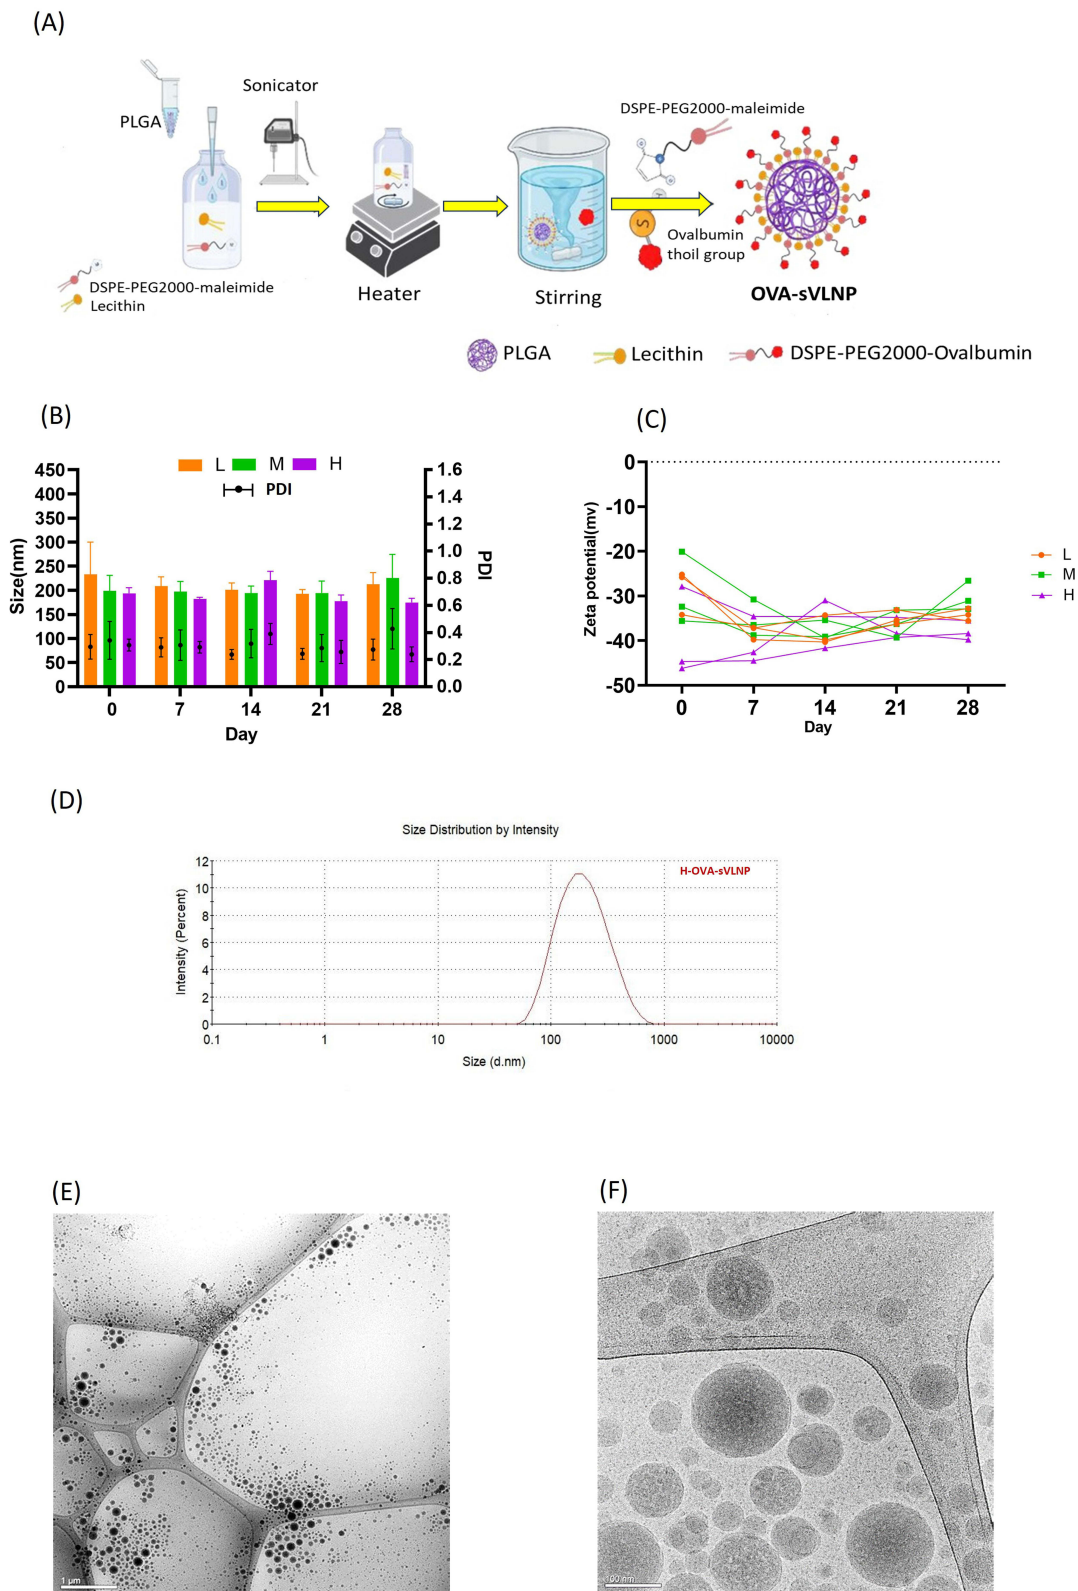 (A)
Sonicator
PLGA
DSPE-PEG2000-maleimide
S
Ovalbumin
thoil group
DSPE-PEG2000-maleimide
Lecithin
Heater
Stirring
OVA-sVLNP
PLGA
Lecithin
DSPE-PEG2000-Ovalbumin
(B)
L M H
PDI
450
400
350
300
250
200
150
100
50
0
Size(nm)
1.6
1.4
1.2
1.0
0.8
0.6
0.4
0.2
0.0
PDI
0 7 14 21 28
Day
(C)
0
-10
-20
-30
-40
-50
Zeta potential(mv)
L
M
H
0 7 14 21 28
Day
(D)
Size Distribution by Intensity
H-OVA-sVLNP
12
10
8
6
4
2
0
Intensity (Percent)
0.1 1 10 100 1000 10000
Size (d.nm)
(E)
1 µm
(F)
100 nm